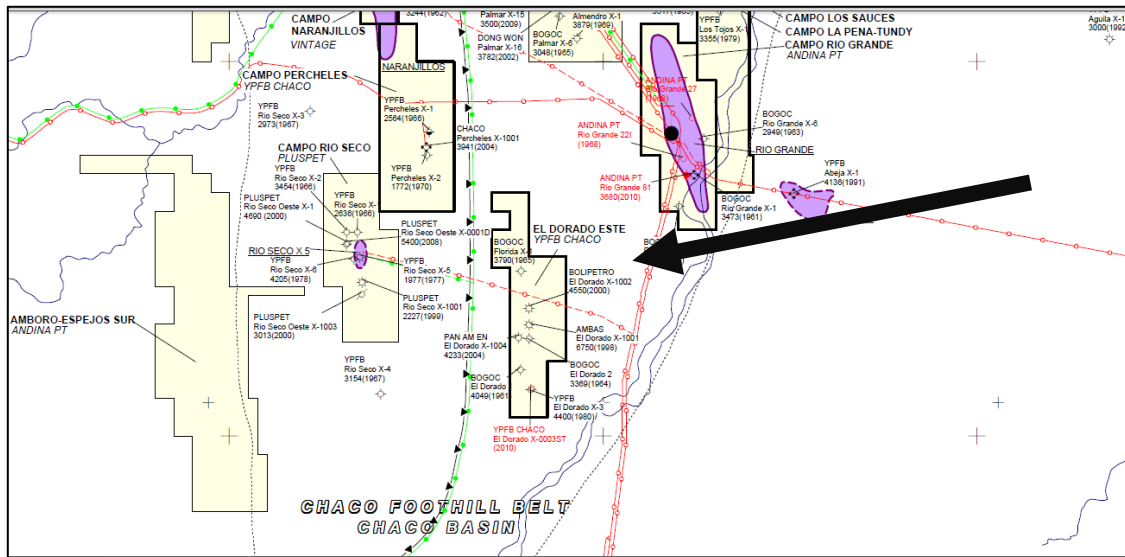 3244(1962)
CAMPO
NARANJILLOS
VINTAGE
NARANJILLOS
CAMPO PERCHELES
YPFB CHACO
YPFB
Percheles X-1
2564(1966)
CHACO
Percheles X-1001
3941(2004)
YPFB
Percheles X-2
1772(1970)
YPFB
Rio Seco X-3
2973(1967)
CAMPO RIO SECO
PLUSPET
YPFB
Rio Seco X-2
3454(1966)
YPFB
Rio Seco X-
2636(1966)
PLUSPET
Rio Seco Oeste X-1
4690 (2000)
PLUSPET
Rio Seco Oeste X-0001D
5400(2008)
RIO SECO X 5
YPFB
Rio Seco X-6
4205(1978)
YPFB
Rio Seco X-5
1977(1977)
PLUSPET
Rio Seco X-1001
2227(1999)
PLUSPET
Rio Seco Oeste X-1003
3013(2000)
YPFB
Rio Seco X-4
3154(1967)
AMBORO-ESPEJOS SUR
ANDINA PT
Palmar X-15
3500(2009)
DONG WON
Palmar X-16
3782(2002)
BOGOC
Palmar X-6
3048(1965)
Almendro X-1
3879(1969)
YPFB
Los Tojos X-1
3355(1979)
CAMPO LOS SAUCES
CAMPO LA PENA-TUNDY
CAMPO RIO GRANDE
ANDINA PT
YPFB
Aguila X-1
3000(1992
ANDINA PT
Rio Grande 27
(1968)
ANDINA PT
Rio Grande 22I
(1968)
BOGOC
Rio Grande X-6
2949(1963)
RIO GRANDE
ANDINA PT
Rio Grande 81
3680(2010)
BOGOC
Rio Grande X-1
3473(1961)
YPFB
Abeja X-1
4136(1991)
EL DORADO ESTE
YPFB CHACO
BOGOC
Florida X-
3790(1965)
BOLIPETRO
El Dorado X-1002
4550(2000)
AMBAS
El Dorado X-1001
6750(1998)
PAN AM EN
El Dorado X-1004
4233(2004)
BOGOC
El Dorado 2
3369(1964)
BOGOC
El Dorado
4049(1961)
YPFB
El Dorado X-3
4400(1980)
YPFB CHACO
El Dorado X-0003ST
(2010)
CHACO FOOTHILL BELT
CHACO BASIN